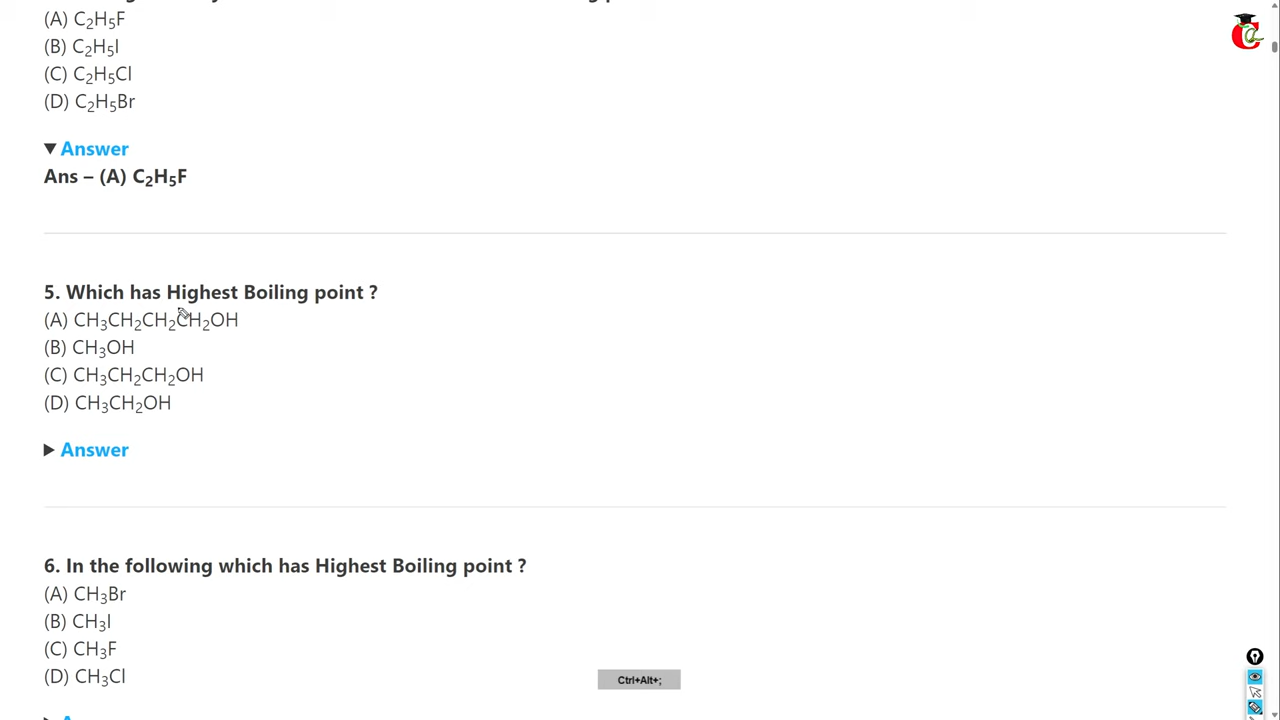 (A) C₂H₅F
(B) C₂H₅I
(C) C₂H₅Cl
(D) C₂H₅Br
▼ Answer
Ans – (A) C₂H₅F
5. Which has Highest Boiling point ?
(A) CH₃CH₂CH₂CH₂OH
(B) CH₃OH
(C) CH₃CH₂CH₂OH
(D) CH₃CH₂OH
▶ Answer
6. In the following which has Highest Boiling point ?
(A) CH₃Br
(B) CH₃I
(C) CH₃F
(D) CH₃Cl
Ctrl+Alt+;